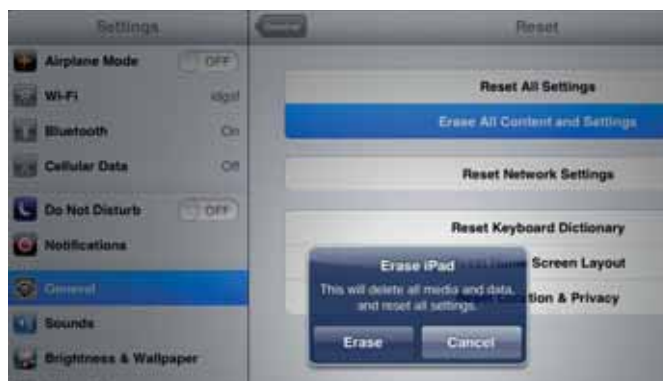 Settings
Airplane Mode OFF
Wi-Fi
Bluetooth On
Cellular Data Off
Do Not Disturb OFF
Notifications
General
Sounds
Brightness & Wallpaper
Reset
Reset All Settings
Erase All Content and Settings
Reset Network Settings
Reset Keyboard Dictionary
Screen Layout
& Privacy
Erase iPad
This will delete all media and data,
and reset all settings.
Erase Cancel